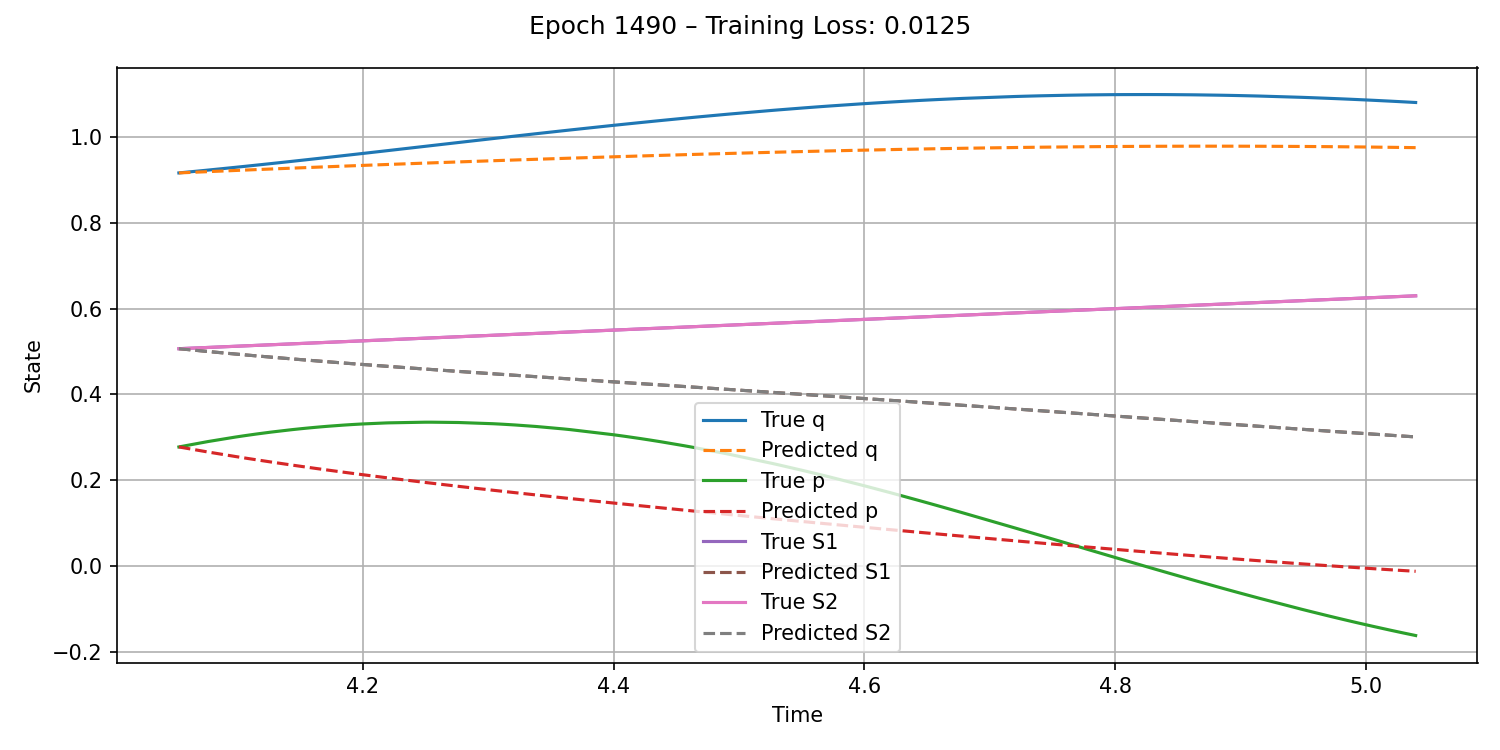 Epoch 1490 – Training Loss: 0.0125
State
1.0
0.8
0.6
0.4
0.2
0.0
−0.2
True q
Predicted q
True p
Predicted p
True S1
Predicted S1
True S2
Predicted S2
4.2 4.4 4.6 4.8 5.0
Time